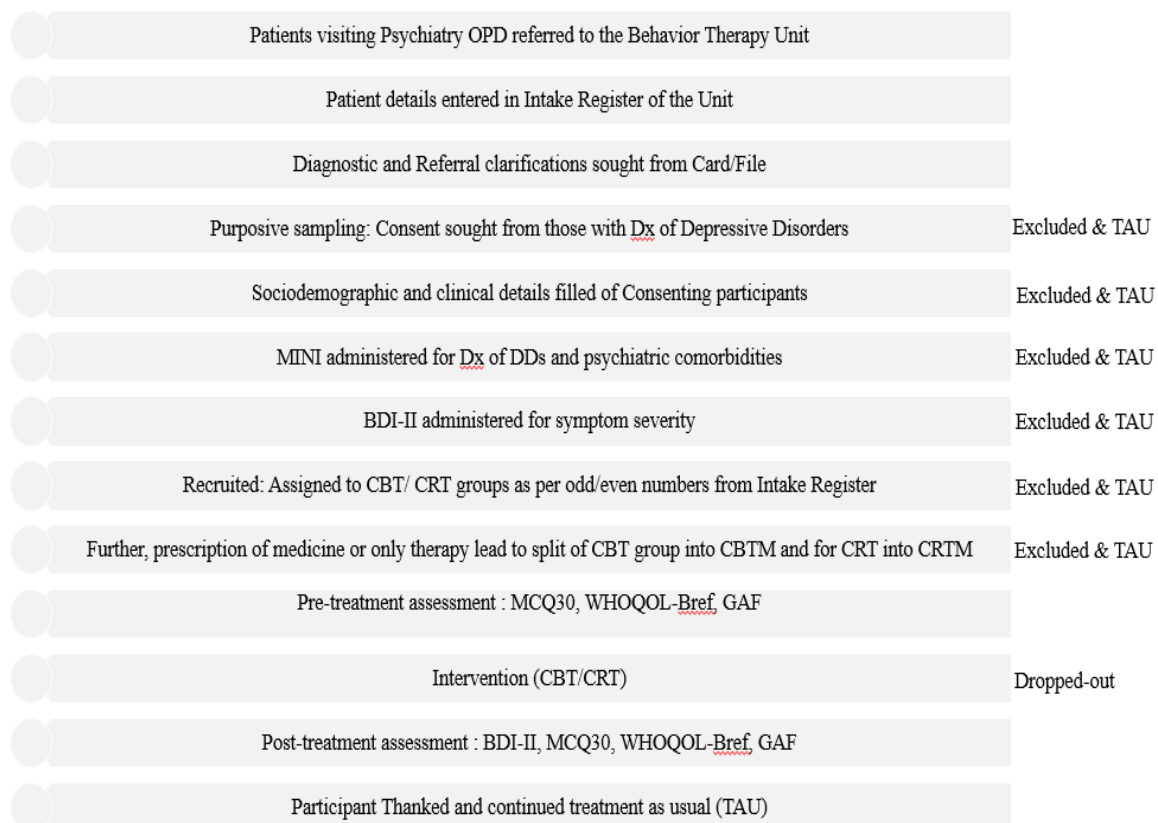 Patients visiting Psychiatry OPD referred to the Behavior Therapy Unit
Patient details entered in Intake Register of the Unit
Diagnostic and Referral clarifications sought from Card/File
Purposive sampling: Consent sought from those with Dx of Depressive Disorders Excluded & TAU
Sociodemographic and clinical details filled of Consenting participants Excluded & TAU
MINI administered for Dx of DDs and psychiatric comorbidities Excluded & TAU
BDI-II administered for symptom severity Excluded & TAU
Recruited: Assigned to CBT/ CRT groups as per odd/even numbers from Intake Register Excluded & TAU
Further, prescription of medicine or only therapy lead to split of CBT group into CBTM and for CRT into CRTM Excluded & TAU
Pre-treatment assessment : MCQ30, WHOQOL-Bref, GAF
Intervention (CBT/CRT) Dropped-out
Post-treatment assessment : BDI-II, MCQ30, WHOQOL-Bref, GAF
Participant Thanked and continued treatment as usual (TAU)